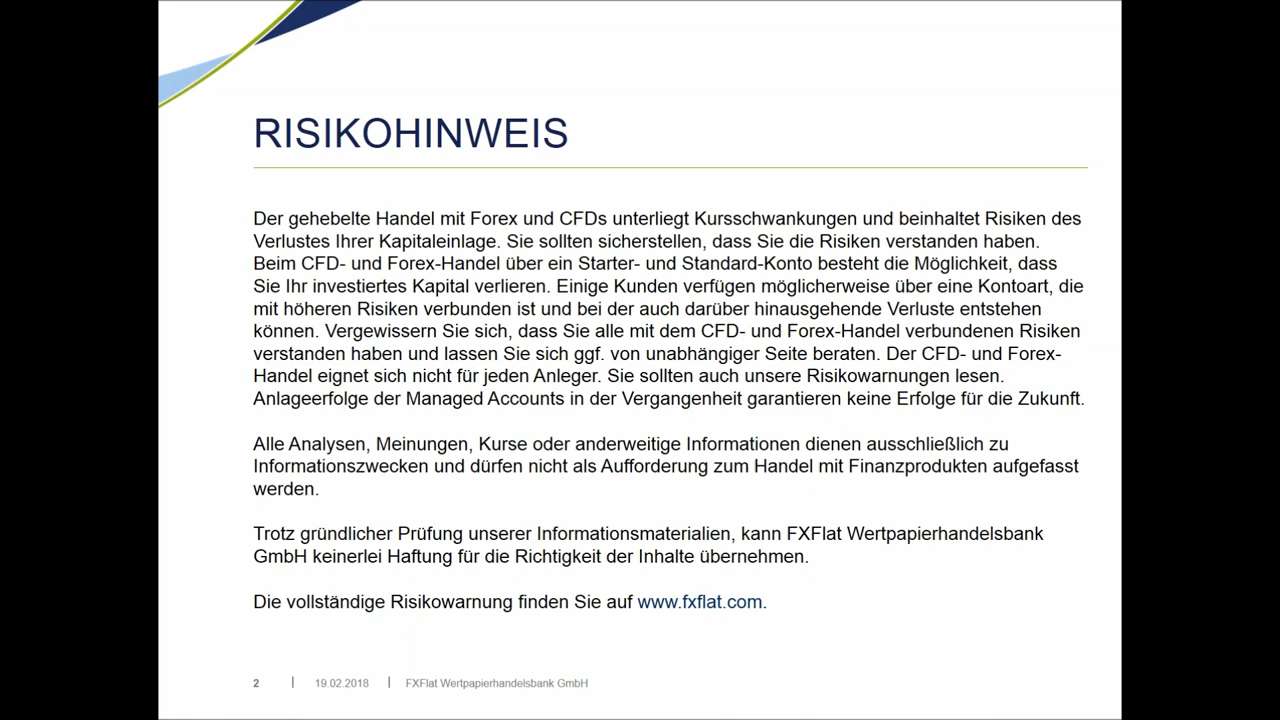 RISIKOHINWEIS
Der gehebelte Handel mit Forex und CFDs unterliegt Kursschwankungen und beinhaltet Risiken des
Verlustes Ihrer Kapitaleinlage. Sie sollten sicherstellen, dass Sie die Risiken verstanden haben.
Beim CFD- und Forex-Handel über ein Starter- und Standard-Konto besteht die Möglichkeit, dass
Sie Ihr investiertes Kapital verlieren. Einige Kunden verfügen möglicherweise über eine Kontoart, die
mit höheren Risiken verbunden ist und bei der auch darüber hinausgehende Verluste entstehen
können. Vergewissern Sie sich, dass Sie alle mit dem CFD- und Forex-Handel verbundenen Risiken
verstanden haben und lassen Sie sich ggf. von unabhängiger Seite beraten. Der CFD- und Forex-
Handel eignet sich nicht für jeden Anleger. Sie sollten auch unsere Risikowarnungen lesen.
Anlageerfolge der Managed Accounts in der Vergangenheit garantieren keine Erfolge für die Zukunft.
Alle Analysen, Meinungen, Kurse oder anderweitige Informationen dienen ausschließlich zu
Informationszwecken und dürfen nicht als Aufforderung zum Handel mit Finanzprodukten aufgefasst
werden.
Trotz gründlicher Prüfung unserer Informationsmaterialien, kann FXFlat Wertpapierhandelsbank
GmbH keinerlei Haftung für die Richtigkeit der Inhalte übernehmen.
Die vollständige Risikowarnung finden Sie auf www.fxflat.com.
2 | 19.02.2018 | FXFlat Wertpapierhandelsbank GmbH